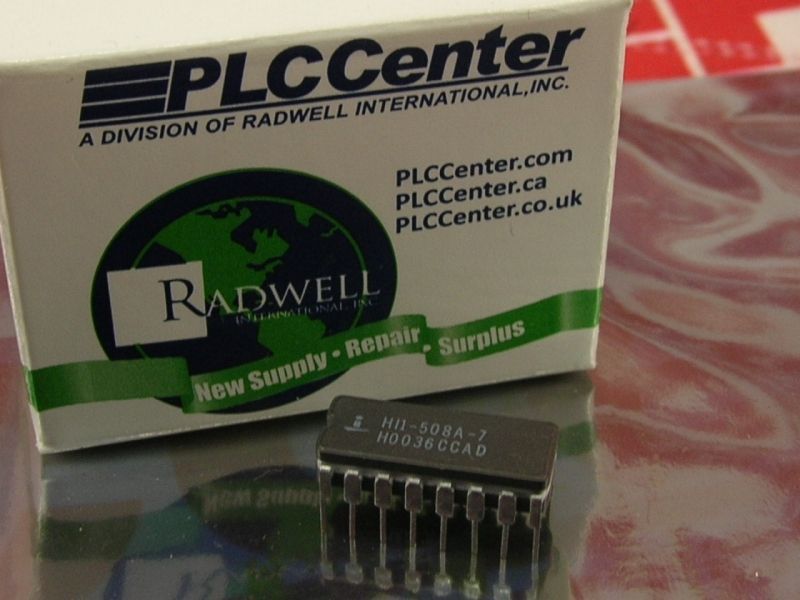 PLCCenter
A DIVISION OF RADWELL INTERNATIONAL,INC.
PLCCenter.com
PLCCenter.ca
PLCCenter.co.uk
RADWELL
INTERNATIONAL, INC.
New Supply • Repair • Surplus
HI1-508A-7
H0036CCAD